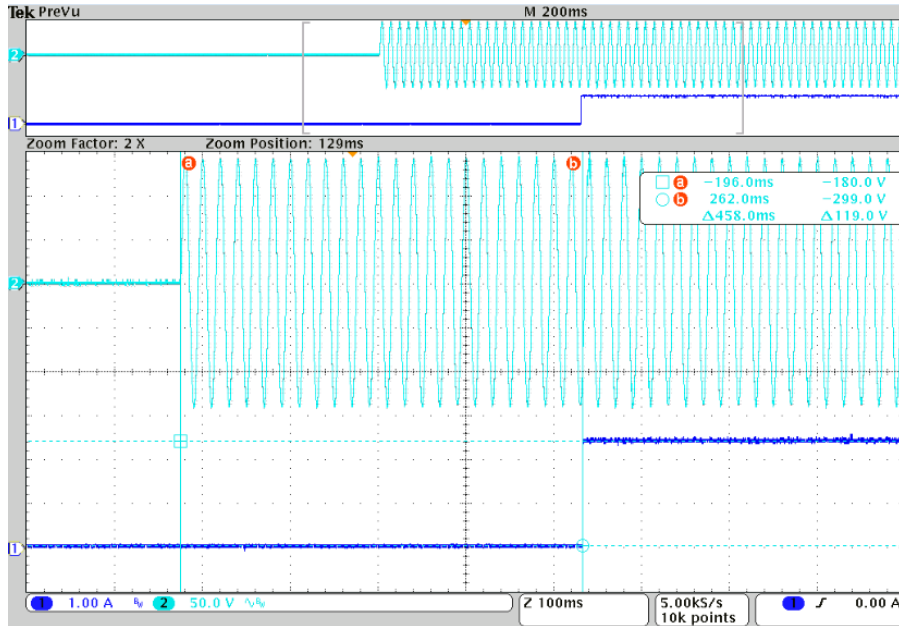 Tek PreVu M 200ms
2
1
Zoom Factor: 2 X Zoom Position: 129ms
a b
a −196.0ms −180.0 V
b 262.0ms −299.0 V
Δ458.0ms Δ119.0 V
2
1
1 1.00 A BW 2 50.0 V BW Z 100ms 5.00kS/s 1 0.00 A
10k points